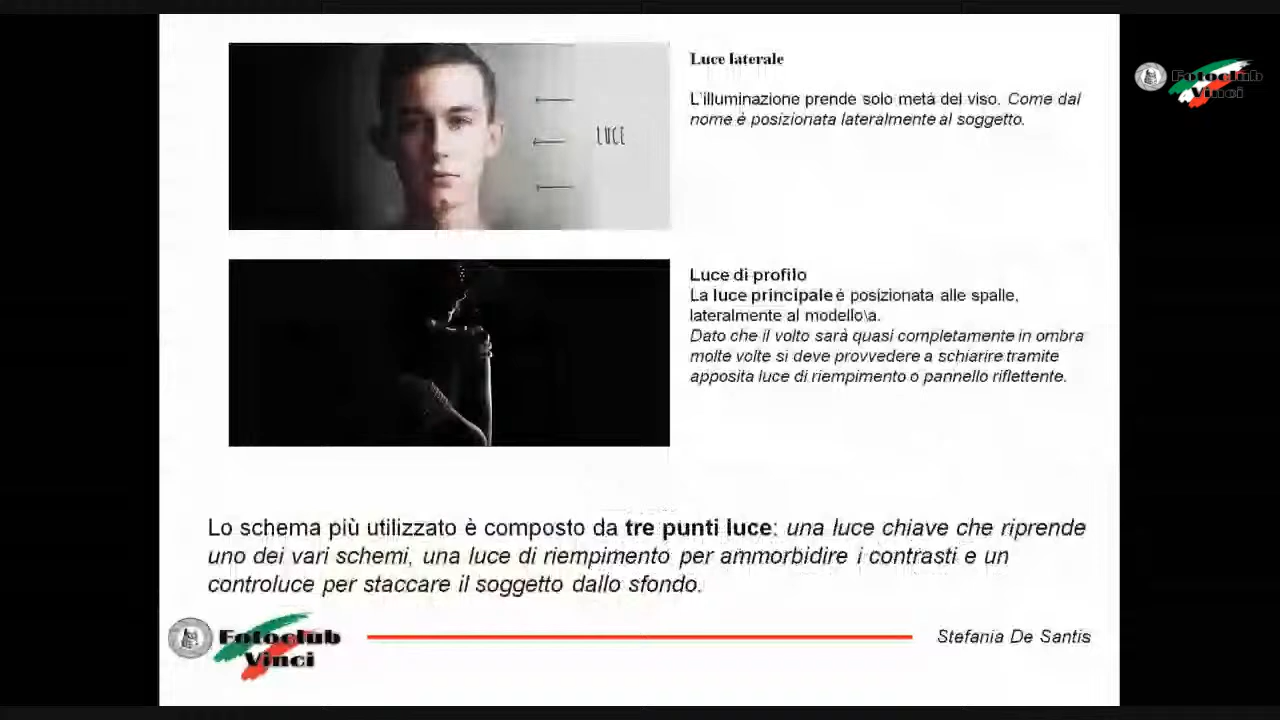 Luce laterale
L'illuminazione prende solo metà del viso. Come dal
nome è posizionata lateralmente al soggetto.
LUCE
Luce di profilo
La luce principale è posizionata alle spalle,
lateralmente al modello\a.
Dato che il volto sarà quasi completamente in ombra
molte volte si deve provvedere a schiarire tramite
apposita luce di riempimento o pannello riflettente.
Lo schema più utilizzato è composto da tre punti luce: una luce chiave che riprende
uno dei vari schemi, una luce di riempimento per ammorbidire i contrasti e un
controluce per staccare il soggetto dallo sfondo.
Fotoclub
Vinci
Stefania De Santis
Fotoclub
Vinci